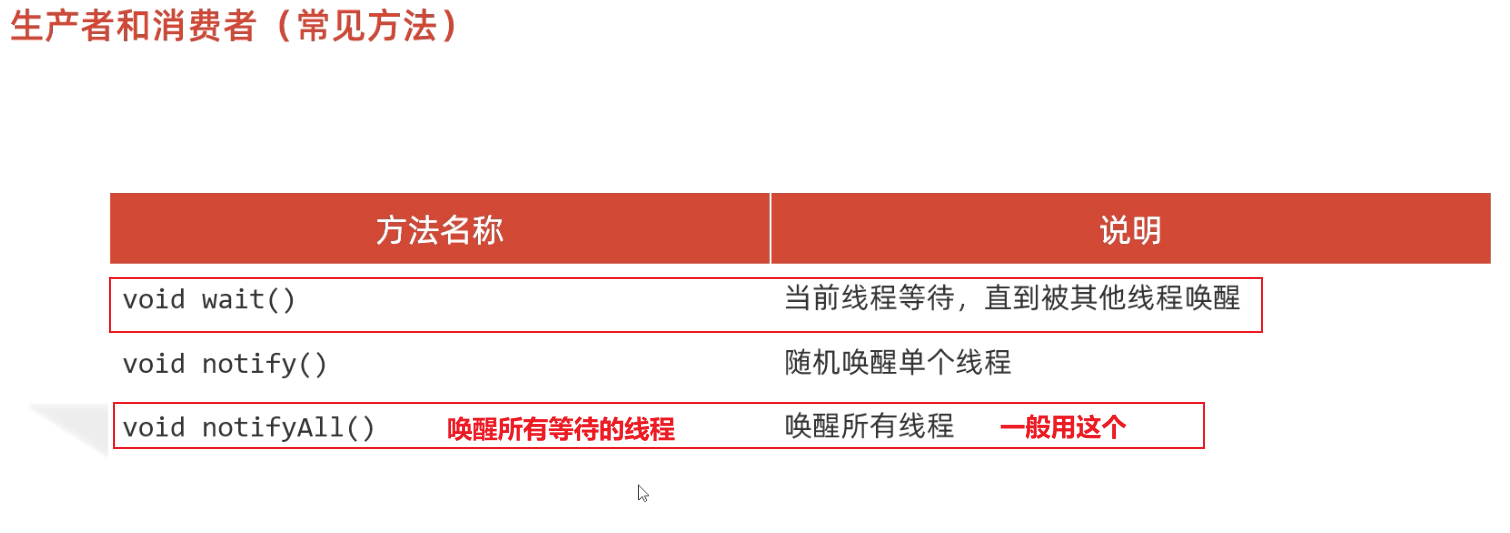 生产者和消费者（常见方法）
方法名称 说明
void wait() 当前线程等待，直到被其他线程唤醒
void notify() 随机唤醒单个线程
void notifyAll() 唤醒所有等待的线程 唤醒所有线程 一般用这个